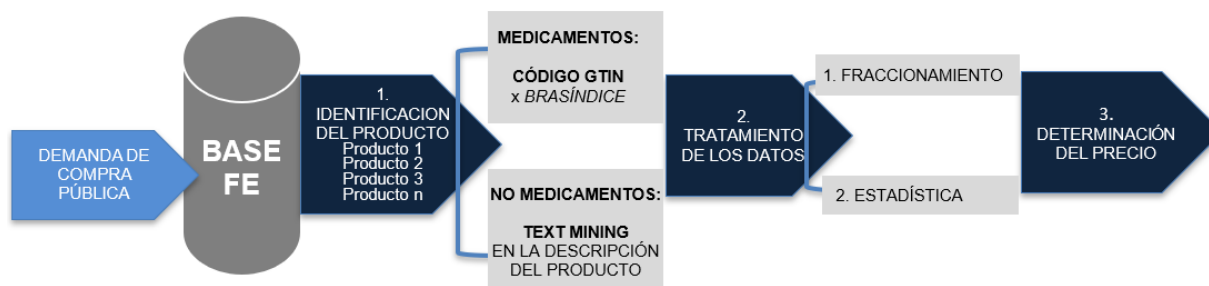 DEMANDA DE
COMPRA
PÚBLICA
BASE
FE
1.
IDENTIFICACION
DEL PRODUCTO
Producto 1
Producto 2
Producto 3
Producto n
MEDICAMENTOS:
CÓDIGO GTIN
x BRASÍNDICE
NO MEDICAMENTOS:
TEXT MINING
EN LA DESCRIPCIÓN
DEL PRODUCTO
2.
TRATAMIENTO
DE LOS DATOS
1. FRACCIONAMIENTO
2. ESTADÍSTICA
3.
DETERMINACIÓN
DEL PRECIO